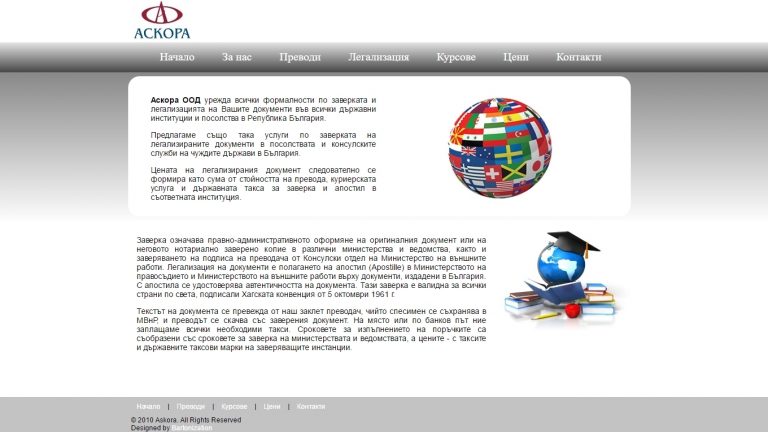 АСКОРА
Начало За нас Преводи Легализация Курсове Цени Контакти
Аскора ООД урежда всички формалности по заверката и
легализацията на Вашите документи във всички държавни
институции и посолства в Република България.
Предлагаме също така услуги по заверката на
легализираните документи в посолствата и консулските
служби на чуждите държави в България.
Цената на легализирания документ следователно се
формира като сума от стойността на превода, куриерската
услуга и държавната такса за заверка и апостил в
съответната институция.
Заверка означава правно-административното оформяне на оригиналния документ или на
неговото нотариално заверено копие в различни министерства и ведомства, както и
заверяването на подписа на преводача от Консулски отдел на Министерство на външните
работи. Легализация на документи е полагането на апостил (Apostille) в Министерството на
правосъдието и Министерството на външните работи върху документи, издадени в България.
С апостила се удостоверява автентичността на документа. Тази заверка е валидна за всички
страни по света, подписали Хагската конвенция от 5 октомври 1961 г.
Текстът на документа се превежда от наш заклет преводач, чийто спесимен се съхранява в
МВнР, и преводът се скачва със заверения документ. На място или по банков път ние
заплащаме всички необходими такси. Сроковете за изпълнението на поръчките са
съобразени със сроковете за заверка на министерствата и ведомствата, а цените - с таксите
и държавните таксови марки на заверяващите инстанции.
Начало | Преводи | Курсове | Цени | Контакти
© 2010 Askora. All Rights Reserved
Designed by Bartonization